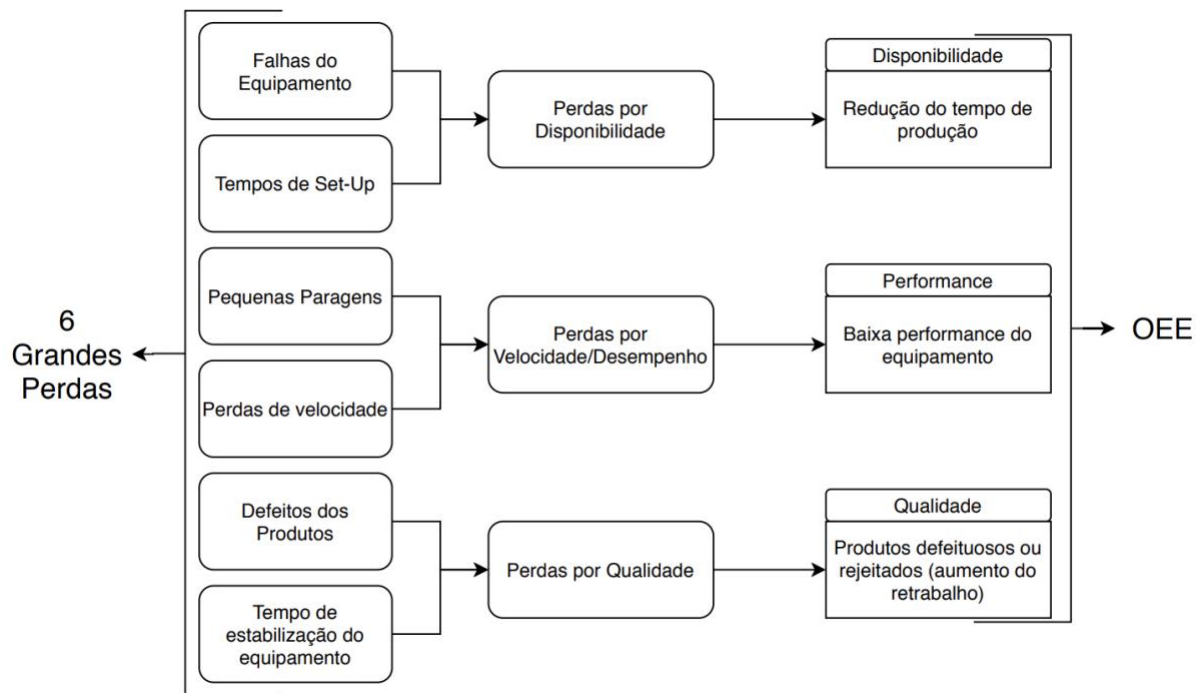 6
Grandes
Perdas
Falhas do
Equipamento
Tempos de Set-Up
Pequenas Paragens
Perdas de velocidade
Defeitos dos
Produtos
Tempo de
estabilização do
equipamento
Perdas por
Disponibilidade
Perdas por
Velocidade/Desempenho
Perdas por Qualidade
Disponibilidade
Redução do tempo de
produção
Performance
Baixa performance do
equipamento
Qualidade
Produtos defeituosos ou
rejeitados (aumento do
retrabalho)
OEE